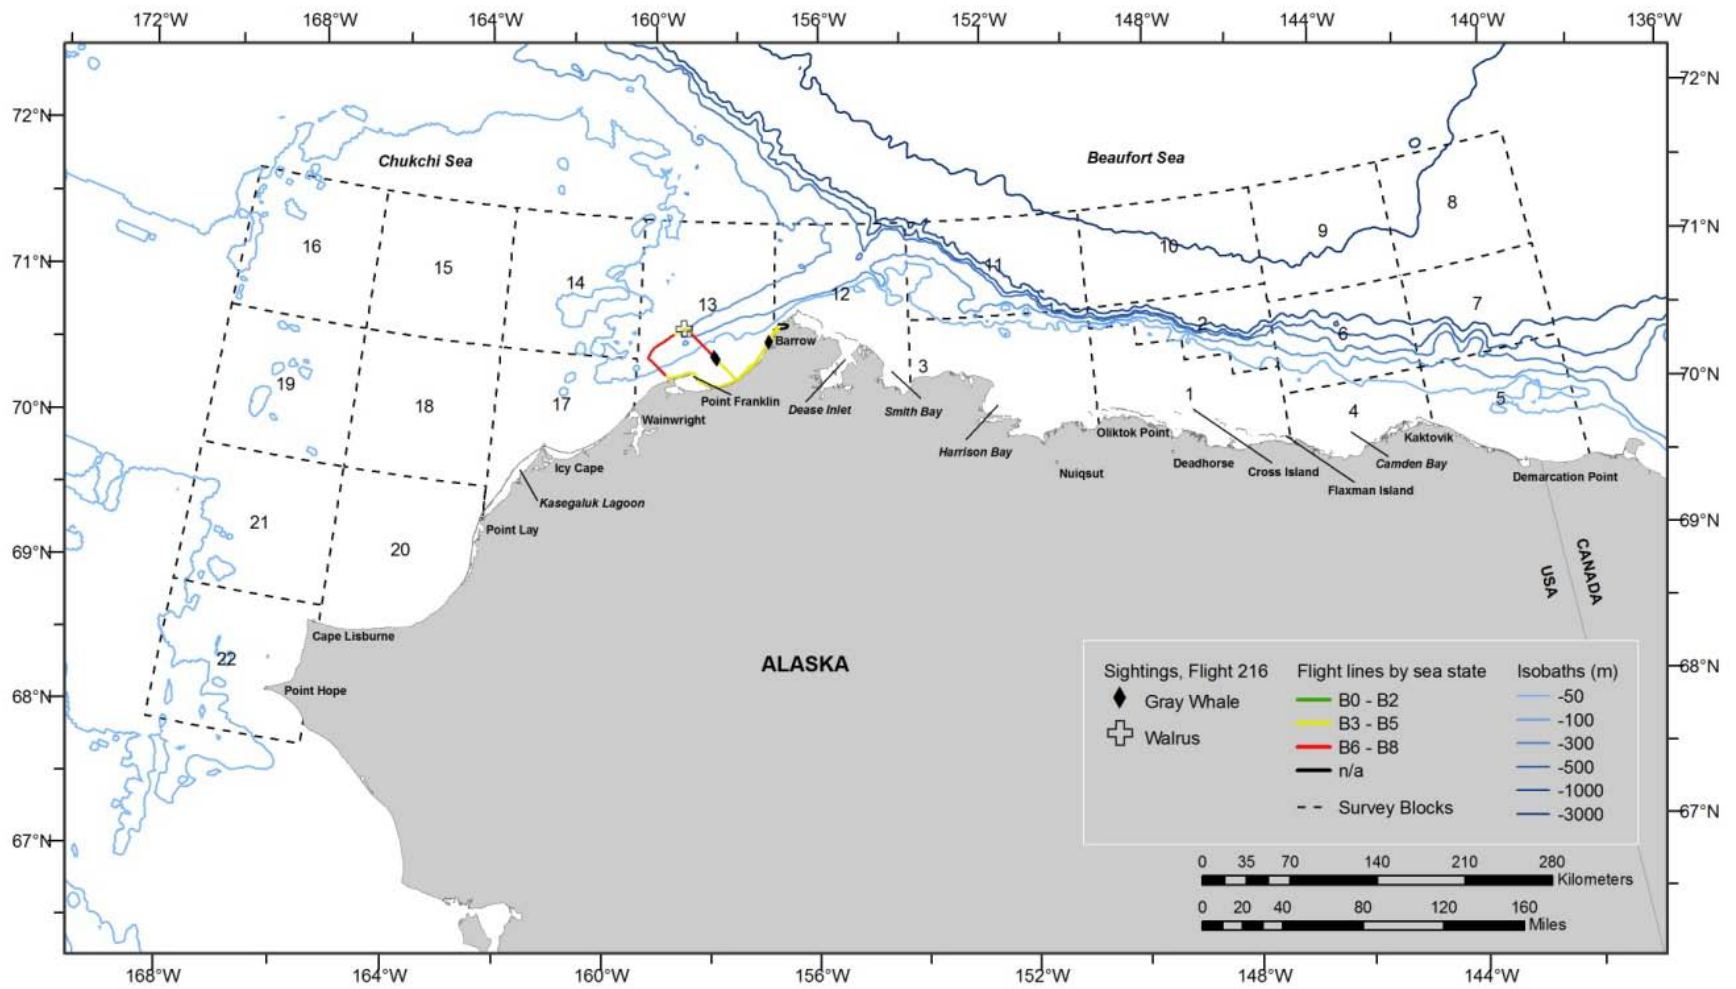 172°W 168°W 164°W 160°W 156°W 152°W 148°W 144°W 140°W 136°W
72°N
72°N
Chukchi Sea
Beaufort Sea
8
9
16
10
71°N
15
11
71°N
14
12
13
7
2
6
Barrow
3
70°N
19
18
17
Point Franklin
Dease Inlet
Smith Bay
1
4
5
70°N
Wainwright
Oliktok Point
Kaktovik
Harrison Bay
Icy Cape
Nuiqsut
Deadhorse
Cross Island
Camden Bay
Demarcation Point
Flaxman Island
Kasegaluk Lagoon
21
Point Lay
69°N
20
69°N
USA
CANADA
Cape Lisburne
22
ALASKA
68°N
Point Hope
68°N
Sightings, Flight 216
Gray Whale
Walrus
Flight lines by sea state
B0 - B2
B3 - B5
B6 - B8
n/a
Survey Blocks
Isobaths (m)
-50
-100
-300
-500
-1000
-3000
67°N
67°N
0 35 70 140 210 280
Kilometers
0 20 40 80 120 160
Miles
168°W 164°W 160°W 156°W 152°W 148°W 144°W